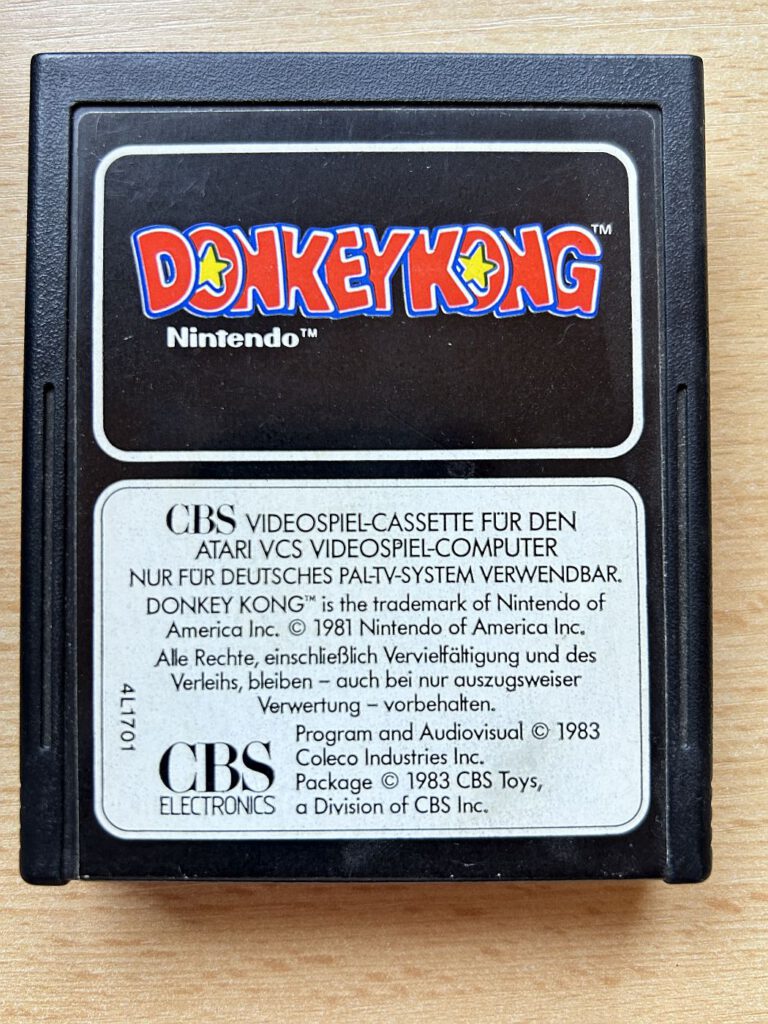 DONKEY KONG™
Nintendo™
CBS VIDEOSPIEL-CASSETTE FÜR DEN
ATARI VCS VIDEOSPIEL-COMPUTER
NUR FÜR DEUTSCHES PAL-TV-SYSTEM VERWENDBAR.
DONKEY KONG™ is the trademark of Nintendo of
America Inc. © 1981 Nintendo of America Inc.
Alle Rechte, einschließlich Vervielfältigung und des
Verleihs, bleiben – auch bei nur auszugsweiser
Verwertung – vorbehalten.
4L1701
CBS
ELECTRONICS
Program and Audiovisual © 1983
Coleco Industries Inc.
Package © 1983 CBS Toys,
a Division of CBS Inc.